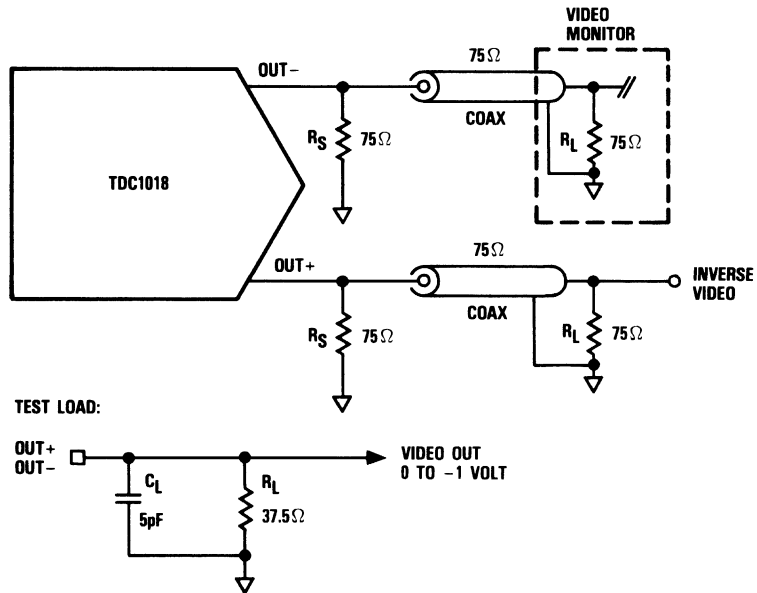 VIDEO
MONITOR
75Ω
OUT−
COAX
RS 75Ω
RL 75Ω
TDC1018
75Ω
OUT+
INVERSE
VIDEO
COAX
RS 75Ω
RL 75Ω
TEST LOAD:
OUT+
OUT−
VIDEO OUT
0 TO −1 VOLT
CL
5pF
RL
37.5Ω